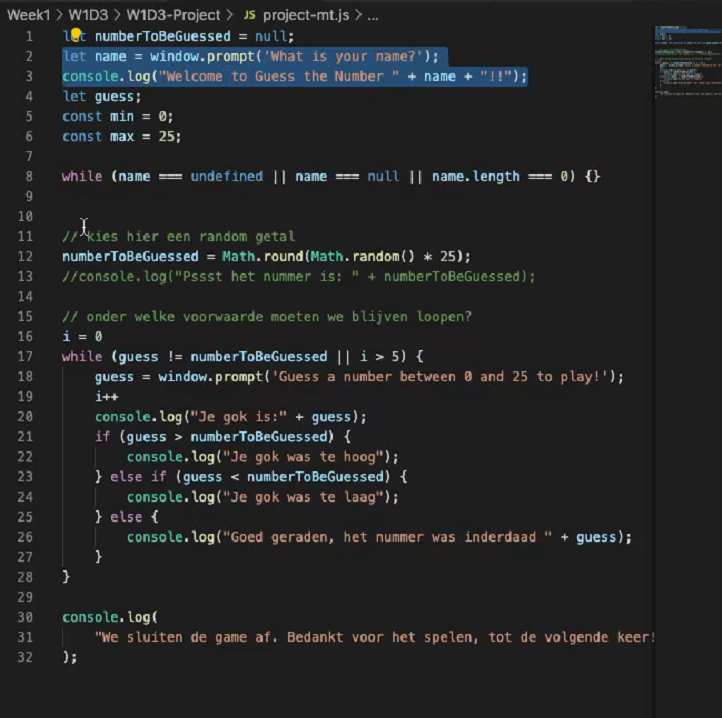 Week1 > W1D3 > W1D3-Project > JS project-mt.js > ...
1 let numberToBeGuessed = null;
2 let name = window.prompt('What is your name?');
3 console.log("Welcome to Guess the Number " + name + "!!");
4 let guess;
5 const min = 0;
6 const max = 25;
7
8 while (name === undefined || name === null || name.length === 0) {}
9
10
11 // kies hier een random getal
12 numberToBeGuessed = Math.round(Math.random() * 25);
13 //console.log("Pssst het nummer is: " + numberToBeGuessed);
14
15 // onder welke voorwaarde moeten we blijven loopen?
16 i = 0
17 while (guess != numberToBeGuessed || i > 5) {
18     guess = window.prompt('Guess a number between 0 and 25 to play!');
19     i++
20     console.log("Je gok is:" + guess);
21     if (guess > numberToBeGuessed) {
22         console.log("Je gok was te hoog");
23     } else if (guess < numberToBeGuessed) {
24         console.log("Je gok was te laag");
25     } else {
26         console.log("Goed geraden, het nummer was inderdaad " + guess);
27     }
28 }
29
30 console.log(
31     "We sluiten de game af. Bedankt voor het spelen, tot de volgende keer!
32 );